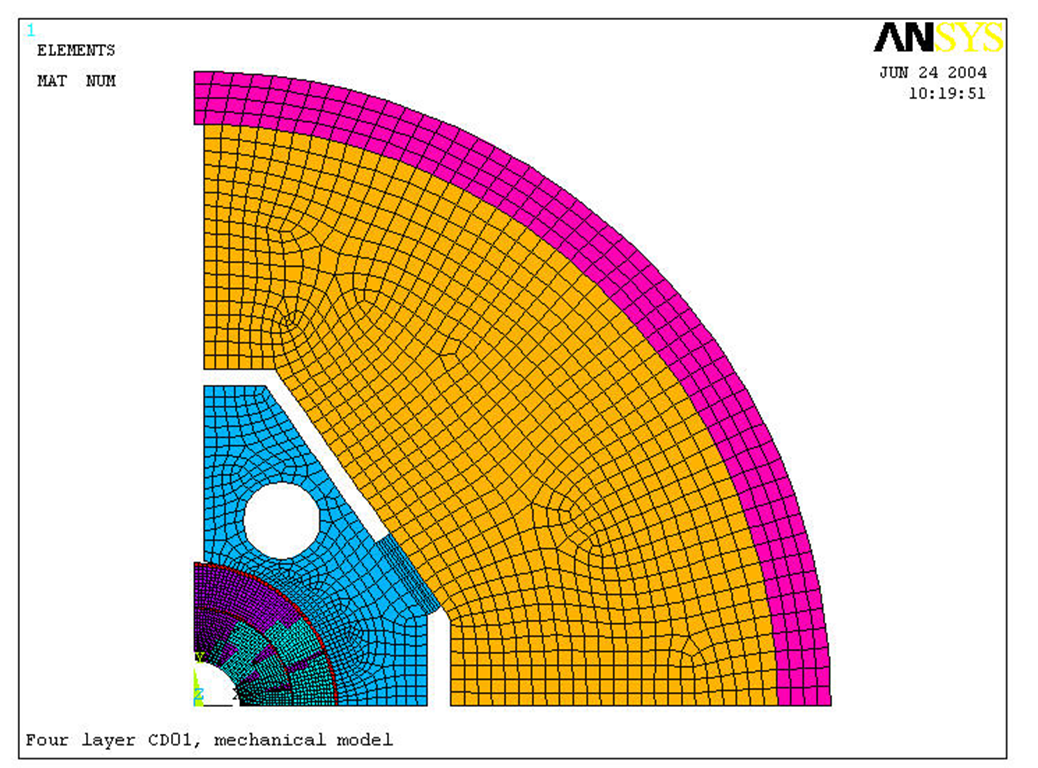 1
ELEMENTS
MAT NUM
ANSYS
JUN 24 2004
10:19:51
Y
Z X
Four layer CD01, mechanical model